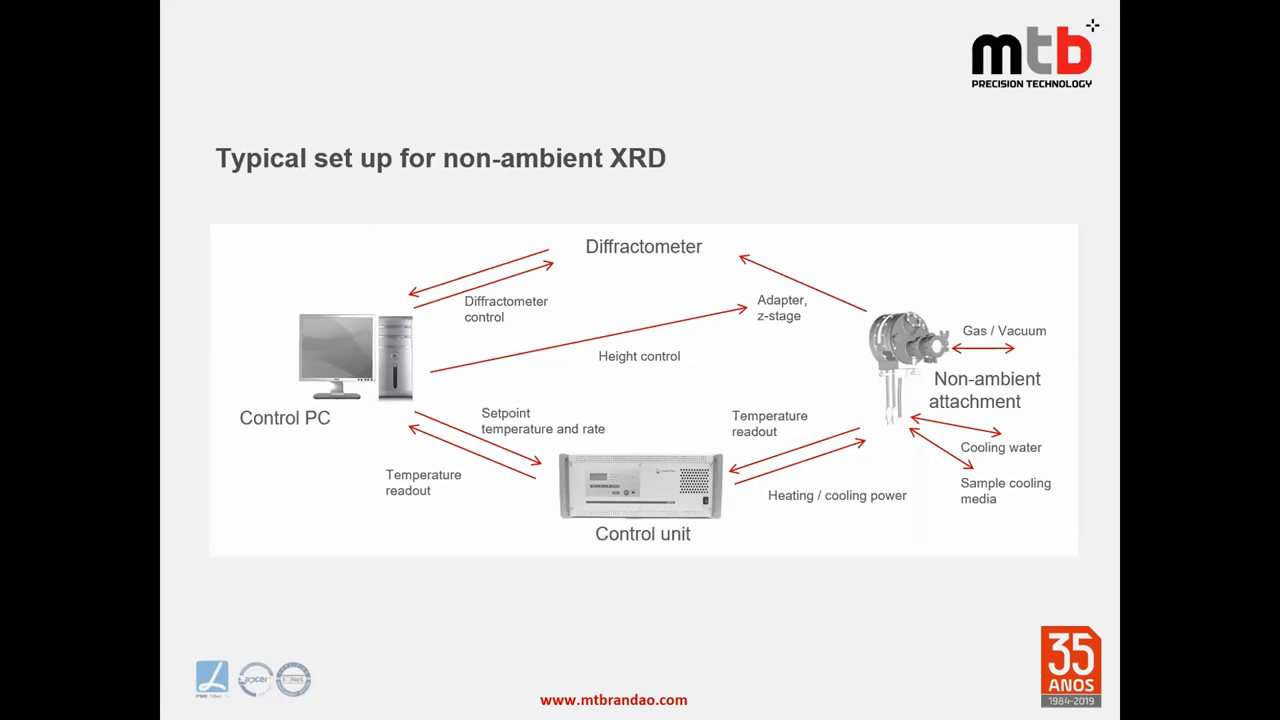 mtb
PRECISION TECHNOLOGY
Typical set up for non-ambient XRD
Diffractometer
Diffractometer
control
Adapter,
z-stage
Gas / Vacuum
Height control
Non-ambient
attachment
Control PC
Setpoint
temperature and rate
Temperature
readout
Cooling water
Temperature
readout
Sample cooling
media
Heating / cooling power
Control unit
35
ANOS
1984-2019
apcer
www.mtbrandao.com